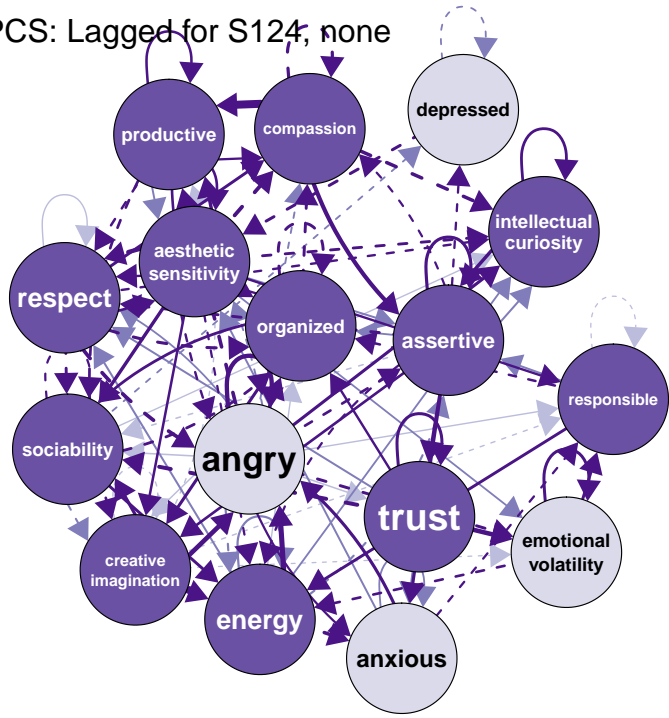 PCS: Lagged for S124, none
depressed
productive
compassion
intellectual
curiosity
aesthetic
sensitivity
respect
organized
assertive
responsible
sociability
angry
trust
emotional
volatility
creative
imagination
energy
anxious